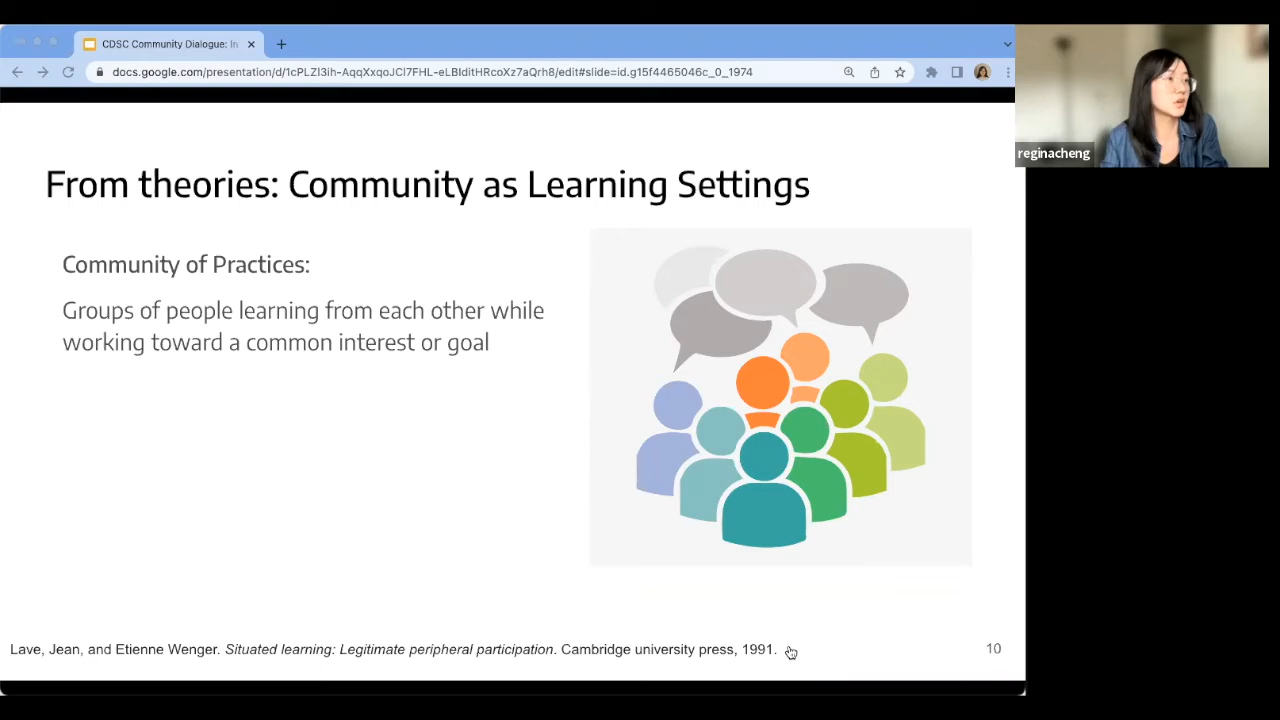 CDSC Community Dialogue: In
docs.google.com/presentation/d/1cPLZl3ih-AqqXxqoJCl7FHL-eLBIditHRcoXz7aQrh8/edit#slide=id.g15f4465046c_0_1974
reginacheng
From theories: Community as Learning Settings
Community of Practices:
Groups of people learning from each other while
working toward a common interest or goal
Lave, Jean, and Etienne Wenger. Situated learning: Legitimate peripheral participation. Cambridge university press, 1991.
10